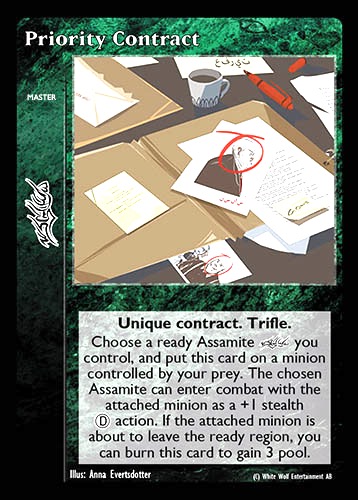 Priority Contract
MASTER
Unique contract. Trifle.
Choose a ready Assamite you
control, and put this card on a minion
controlled by your prey. The chosen
Assamite can enter combat with the
attached minion as a +1 stealth
Ⓓ action. If the attached minion is
about to leave the ready region, you
can burn this card to gain 3 pool.
Illus: Anna Evertsdotter
(C) White Wolf Entertainment AB